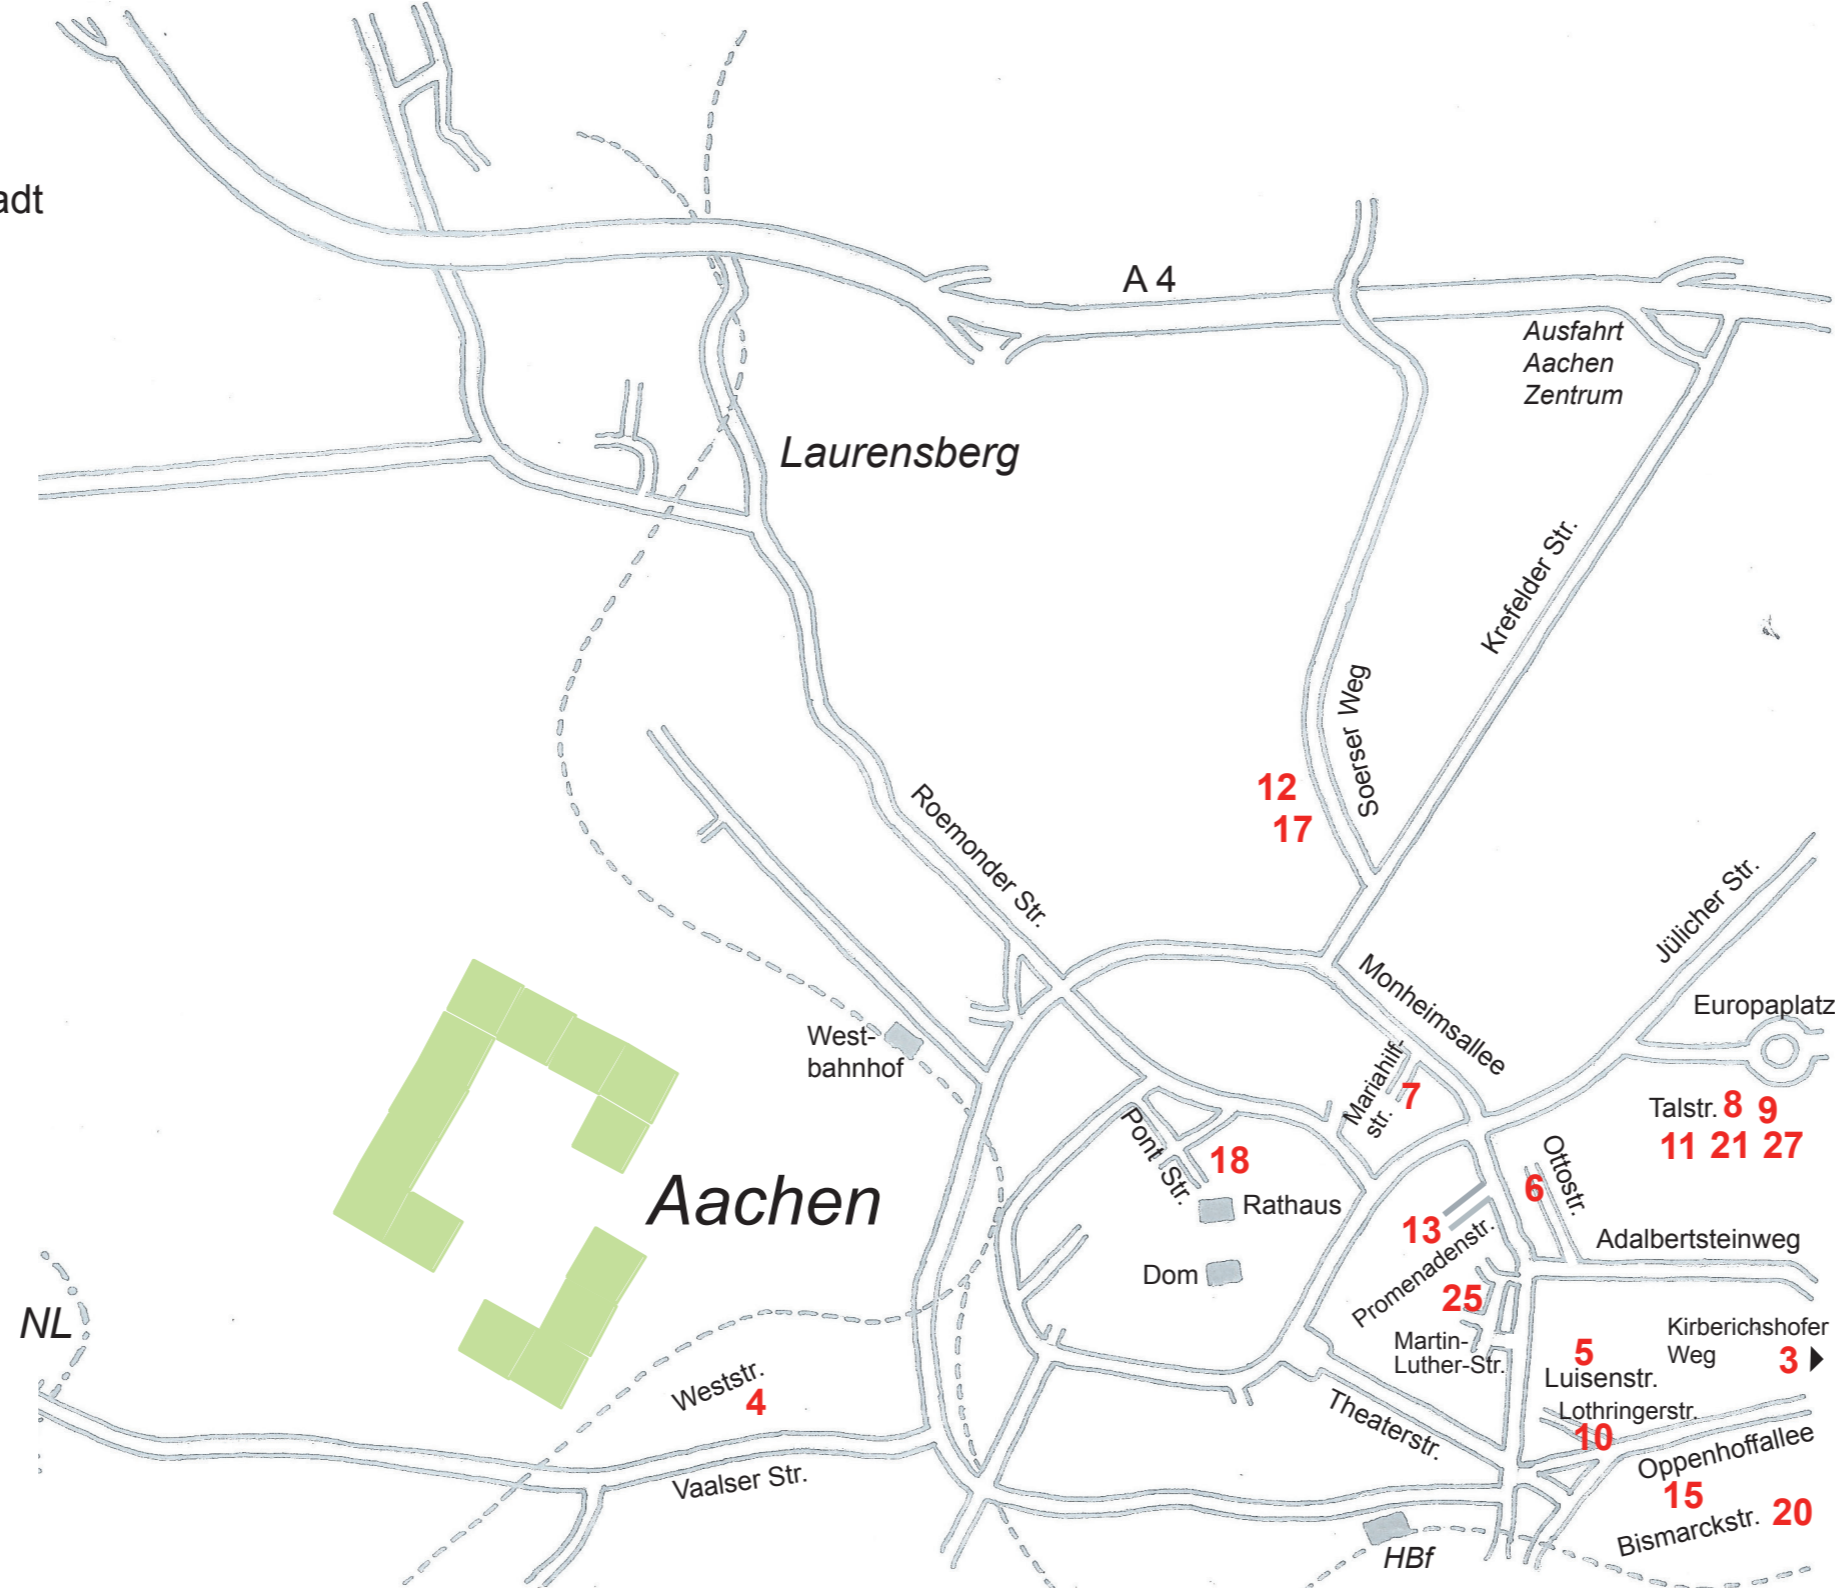 adt
A 4
Ausfahrt
Aachen
Zentrum
Laurensberg
Krefelder Str.
Soerser Weg
12
17
Roemonder Str.
Jülicher Str.
Monheimsallee
Europaplatz
West-
bahnhof
Mariahilf-
str.
7
Talstr. 8 9
11 21 27
Pont Str.
18
Ottostr.
6
Aachen
Rathaus
13
Promenadenstr.
Adalbertsteinweg
Dom
25
NL
Martin-
Luther-Str.
Kirberichshofer
Weg
3
5
Luisenstr.
Weststr.
4
Lothringerstr.
10
Theaterstr.
Oppenhoffallee
Vaalser Str.
15
Bismarckstr. 20
HBf